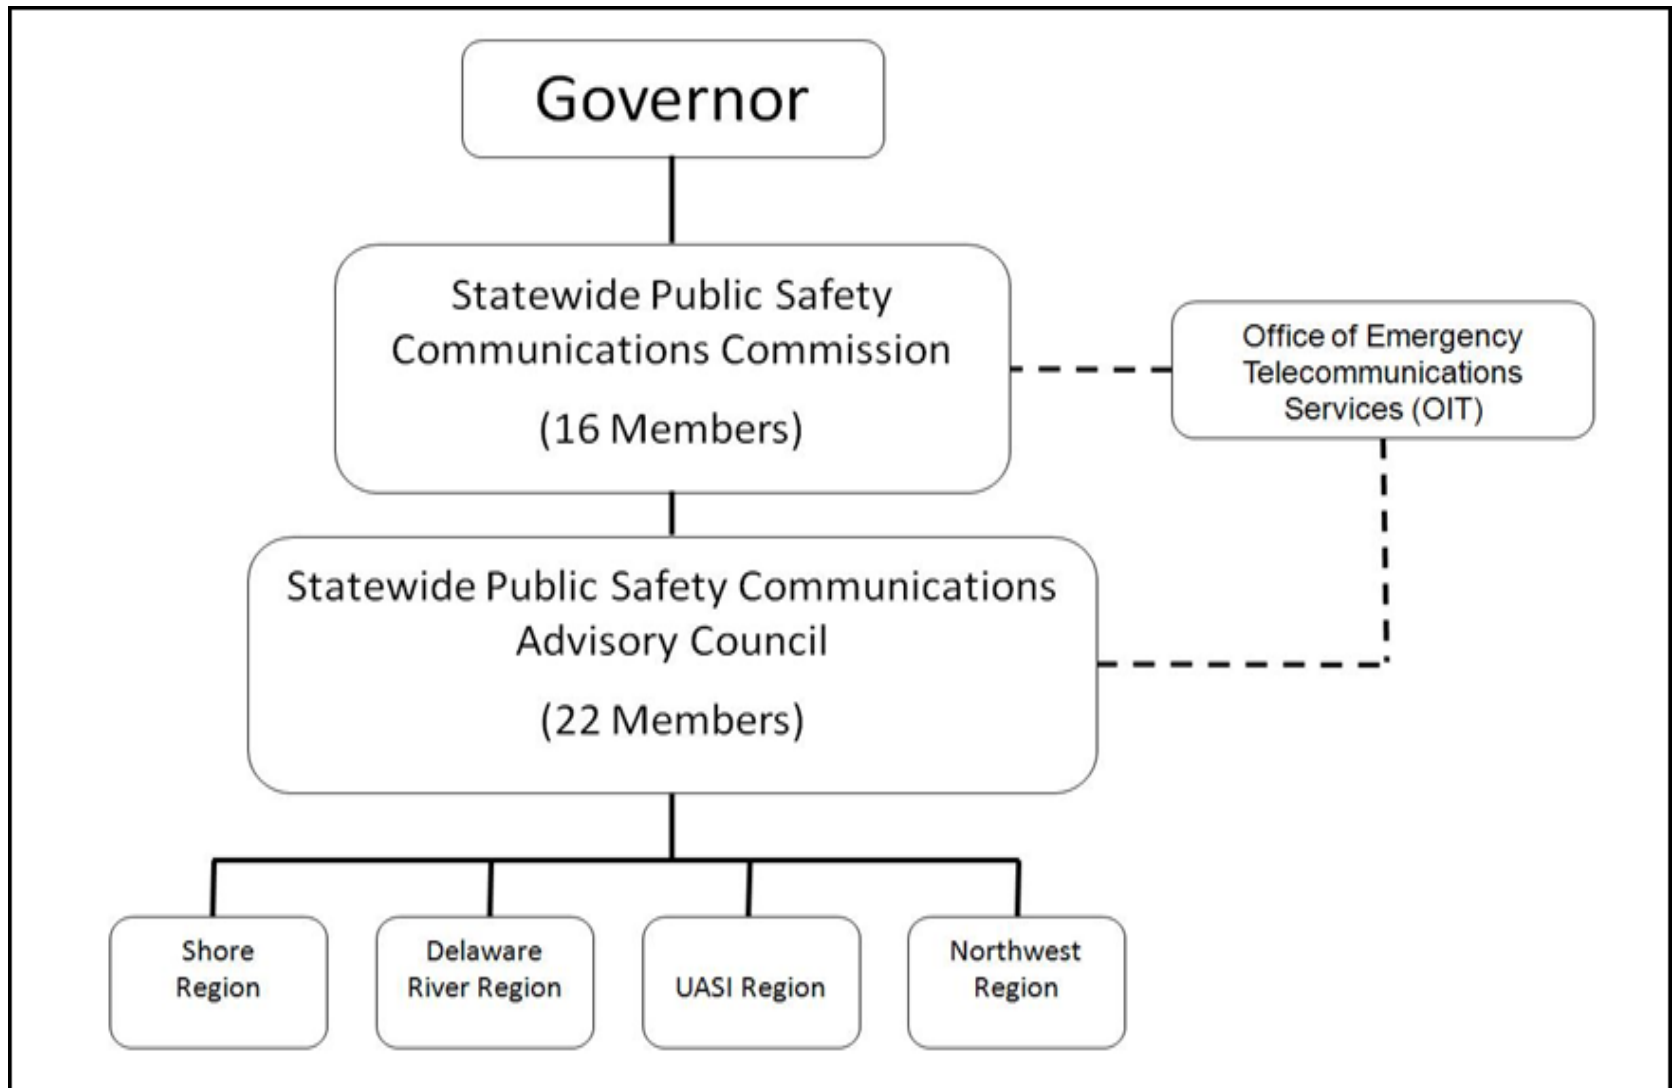 Governor
Statewide Public Safety
Communications Commission
(16 Members)
Office of Emergency
Telecommunications
Services (OIT)
Statewide Public Safety Communications
Advisory Council
(22 Members)
Shore
Region
Delaware
River Region
UASI Region
Northwest
Region